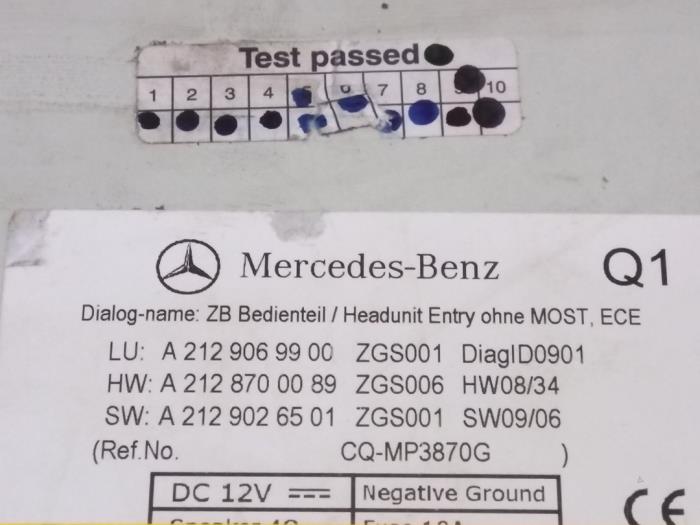 Test passed
1 2 3 4 6 7 8 9 10
Mercedes-Benz Q1
Dialog-name: ZB Bedienteil / Headunit Entry ohne MOST, ECE
LU: A 212 906 99 00 ZGS001 DiagID0901
HW: A 212 870 00 89 ZGS006 HW08/34
SW: A 212 902 65 01 ZGS001 SW09/06
(Ref.No. CQ-MP3870G )
DC 12V Negative Ground
CE